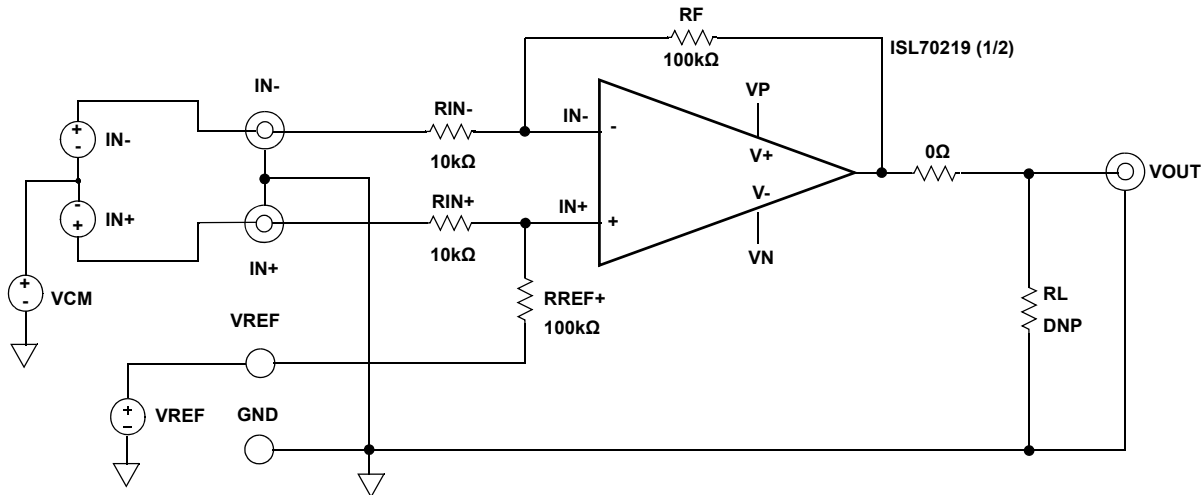 RF
100kΩ
ISL70219 (1/2)
IN-
VP
RIN-
IN-
-
+
-
IN-
10kΩ
V+
0Ω
VOUT
-
+
IN+
RIN+
IN+
+
V-
10kΩ
VN
IN+
+
-
VCM
RREF+
100kΩ
RL
DNP
VREF
+
-
VREF
GND